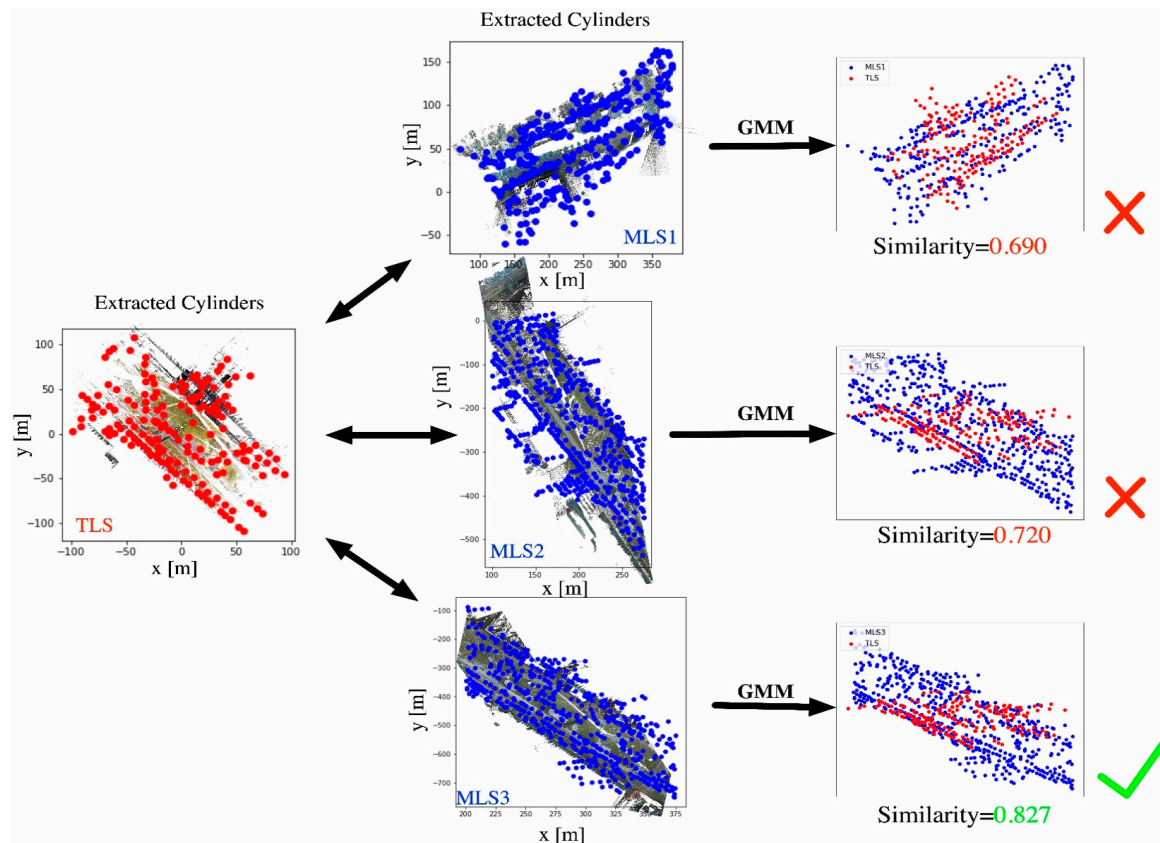 Extracted Cylinders
150
100
50
0
−50
y [m]
100 150 200 250 300 350
x [m]
MLS1
GMM
MLS1
TLS
Similarity=0.690
Extracted Cylinders
100
50
0
−50
−100
y [m]
−100 −50 0 50 100
x [m]
TLS
0
−100
−200
−300
−400
−500
y [m]
100 150 200 250
x [m]
MLS2
GMM
MLS2
TLS
Similarity=0.720
−100
−200
−300
−400
−500
−600
−700
y [m]
200 225 250 275 300 325 350 375
x [m]
MLS3
GMM
MLS3
TLS
Similarity=0.827